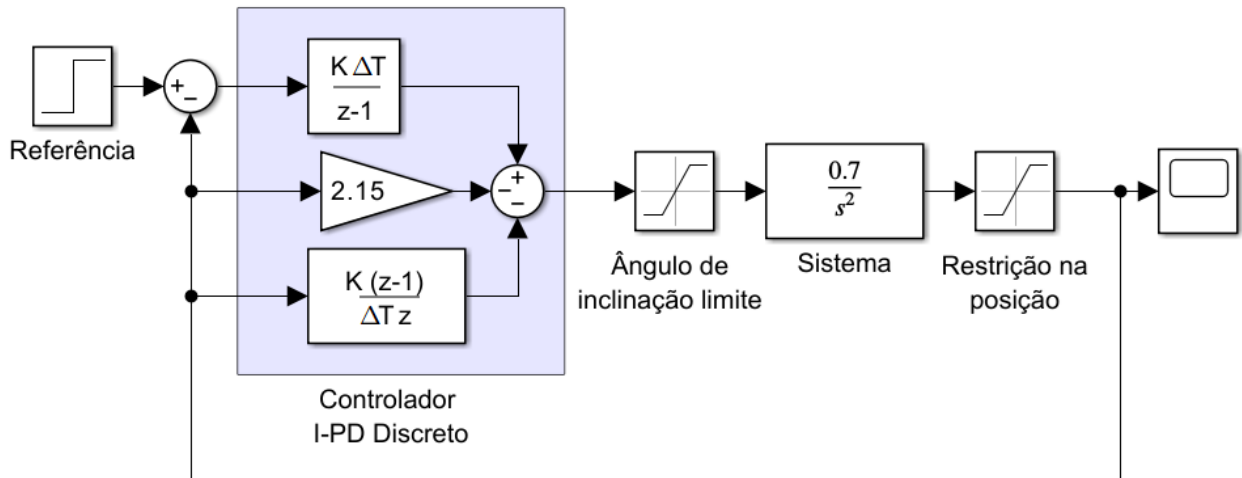 Referência
+
−
K ΔT
z-1
2.15
K (z-1)
ΔT z
+
−
−
Controlador
I-PD Discreto
Ângulo de
inclinação limite
0.7
s²
Sistema
Restrição na
posição